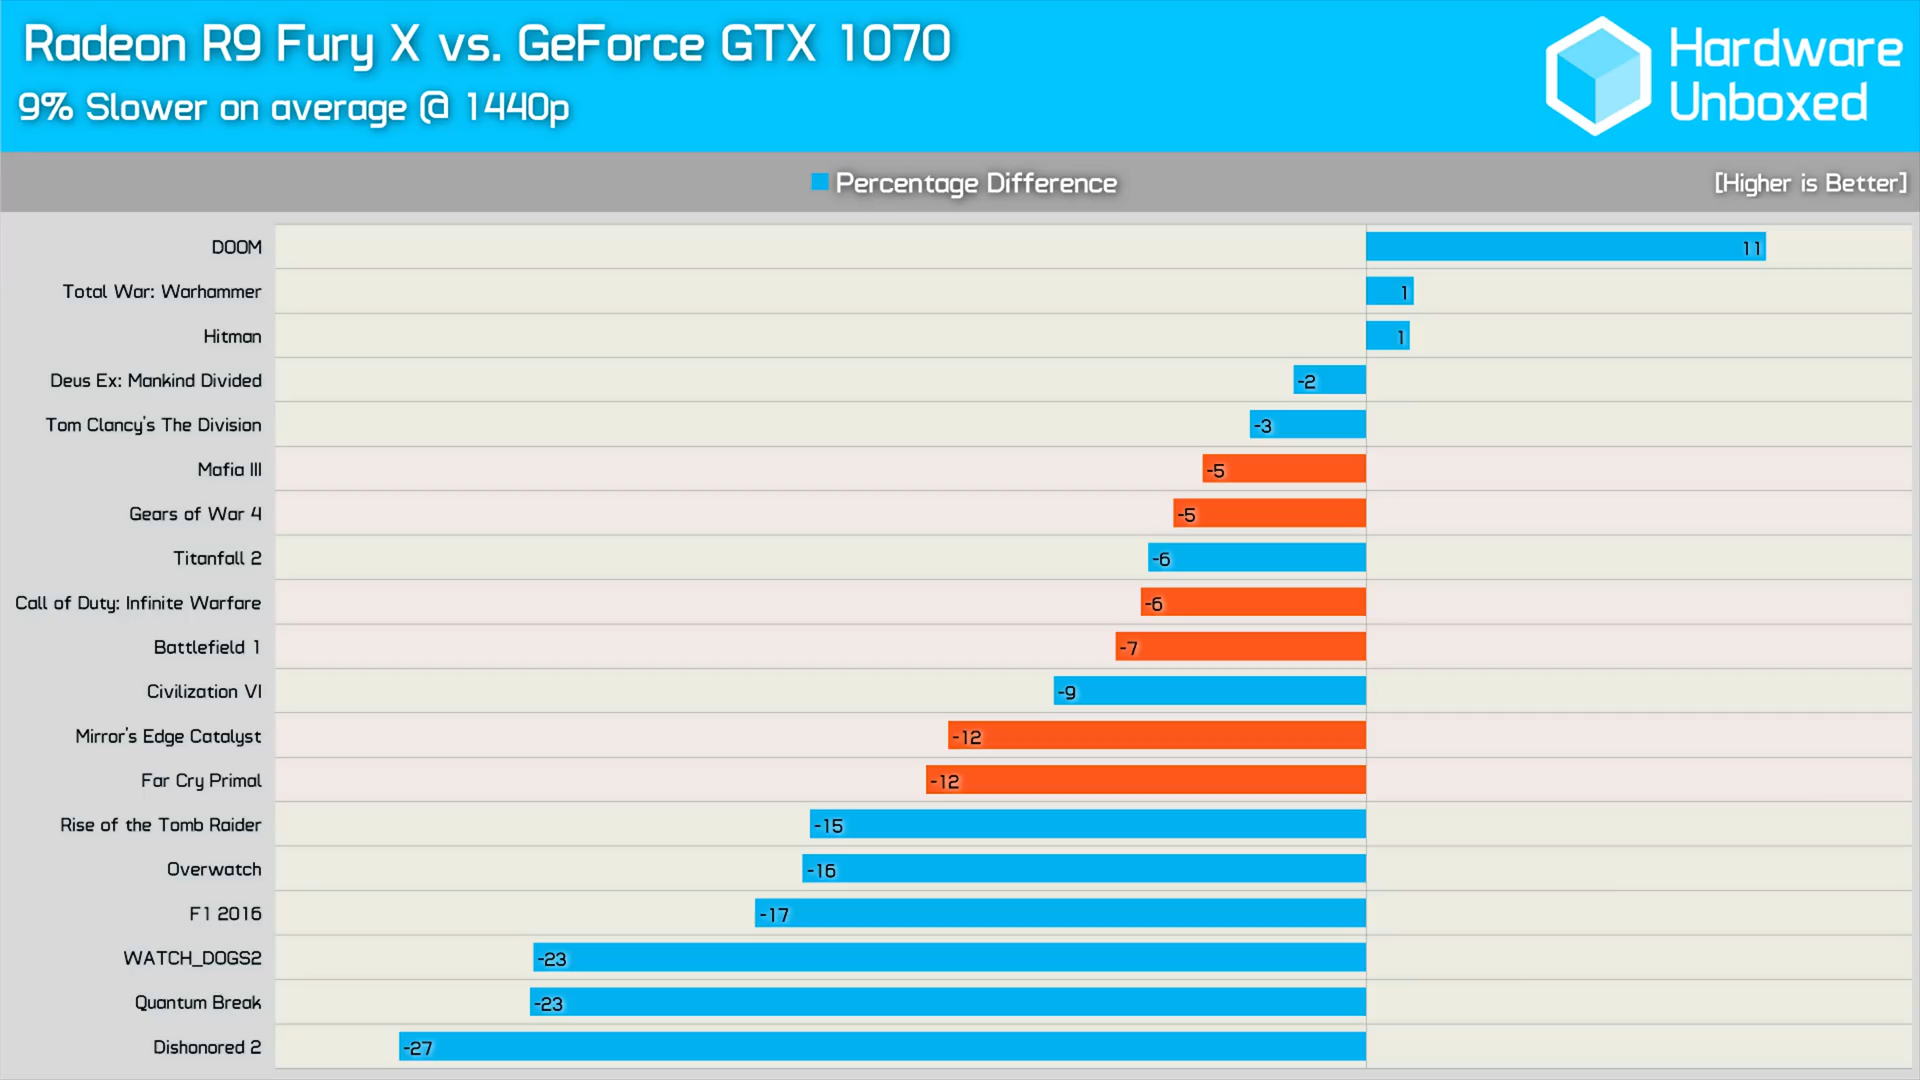 Radeon R9 Fury X vs. GeForce GTX 1070
9% Slower on average @ 1440p
Hardware
Unboxed
Percentage Difference
[Higher is Better]
DOOM 11
Total War: Warhammer 1
Hitman 1
Deus Ex: Mankind Divided -2
Tom Clancy's The Division -3
Mafia III -5
Gears of War 4 -5
Titanfall 2 -6
Call of Duty: Infinite Warfare -6
Battlefield 1 -7
Civilization VI -9
Mirror's Edge Catalyst -12
Far Cry Primal -12
Rise of the Tomb Raider -15
Overwatch -16
F1 2016 -17
WATCH_DOGS2 -23
Quantum Break -23
Dishonored 2 -27